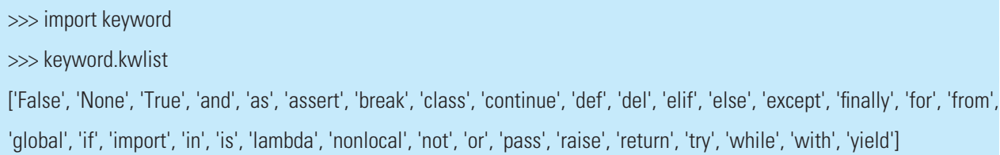 >>> import keyword
>>> keyword.kwlist
['False', 'None', 'True', 'and', 'as', 'assert', 'break', 'class', 'continue', 'def', 'del', 'elif', 'else', 'except', 'finally', 'for', 'from',
'global', 'if', 'import', 'in', 'is', 'lambda', 'nonlocal', 'not', 'or', 'pass', 'raise', 'return', 'try', 'while', 'with', 'yield']